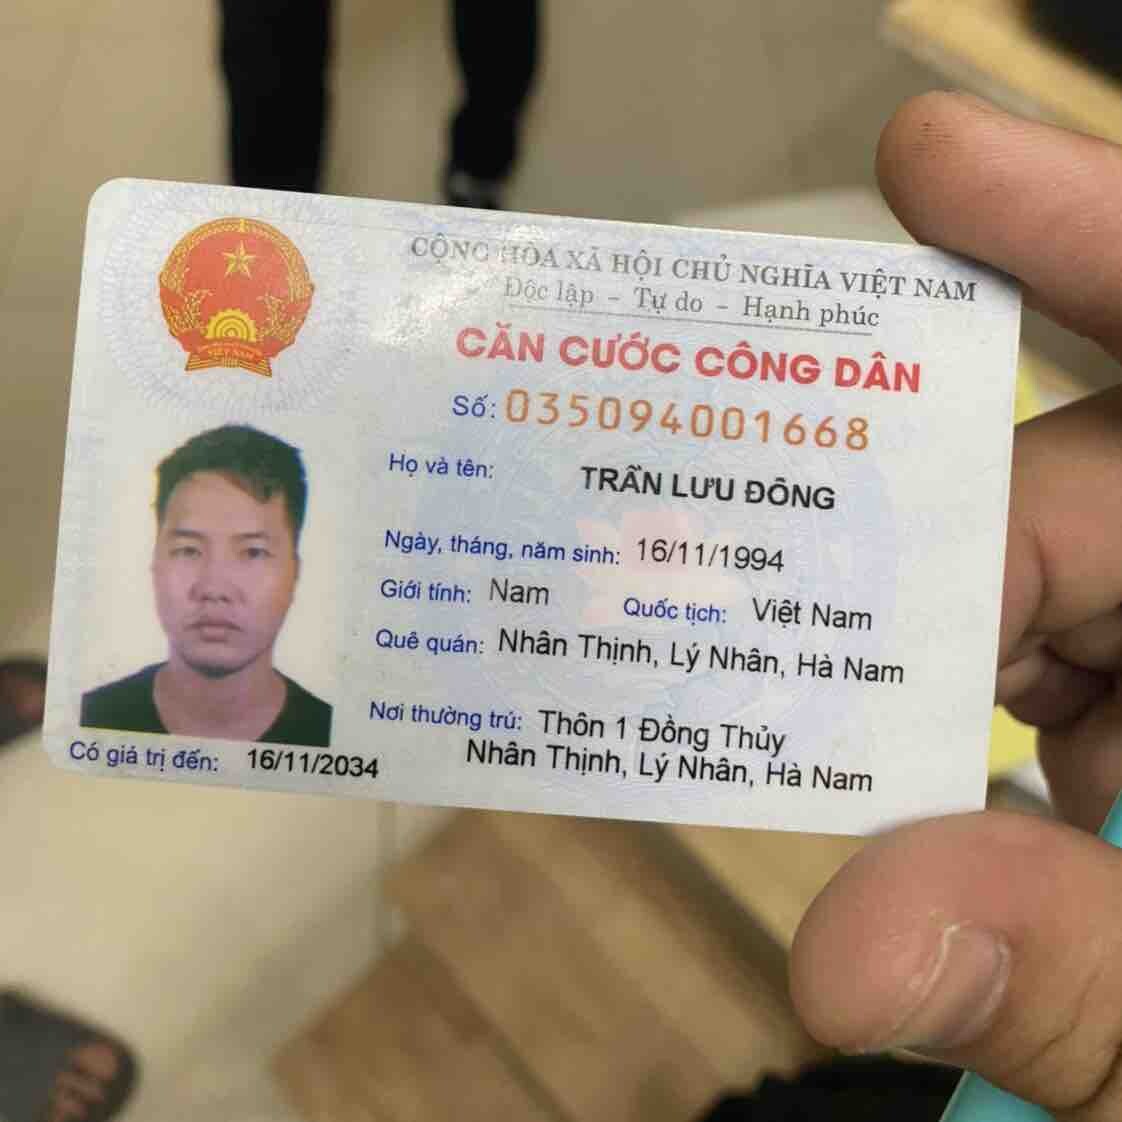 CỘNG HÒA XÃ HỘI CHỦ NGHĨA VIỆT NAM
Độc lập - Tự do - Hạnh phúc
CĂN CƯỚC CÔNG DÂN
Số: 035094001668
Họ và tên: TRẦN LƯU ĐÔNG
Ngày, tháng, năm sinh: 16/11/1994
Giới tính: Nam Quốc tịch: Việt Nam
Quê quán: Nhân Thịnh, Lý Nhân, Hà Nam
Nơi thường trú: Thôn 1 Đồng Thủy
Nhân Thịnh, Lý Nhân, Hà Nam
Có giá trị đến: 16/11/2034